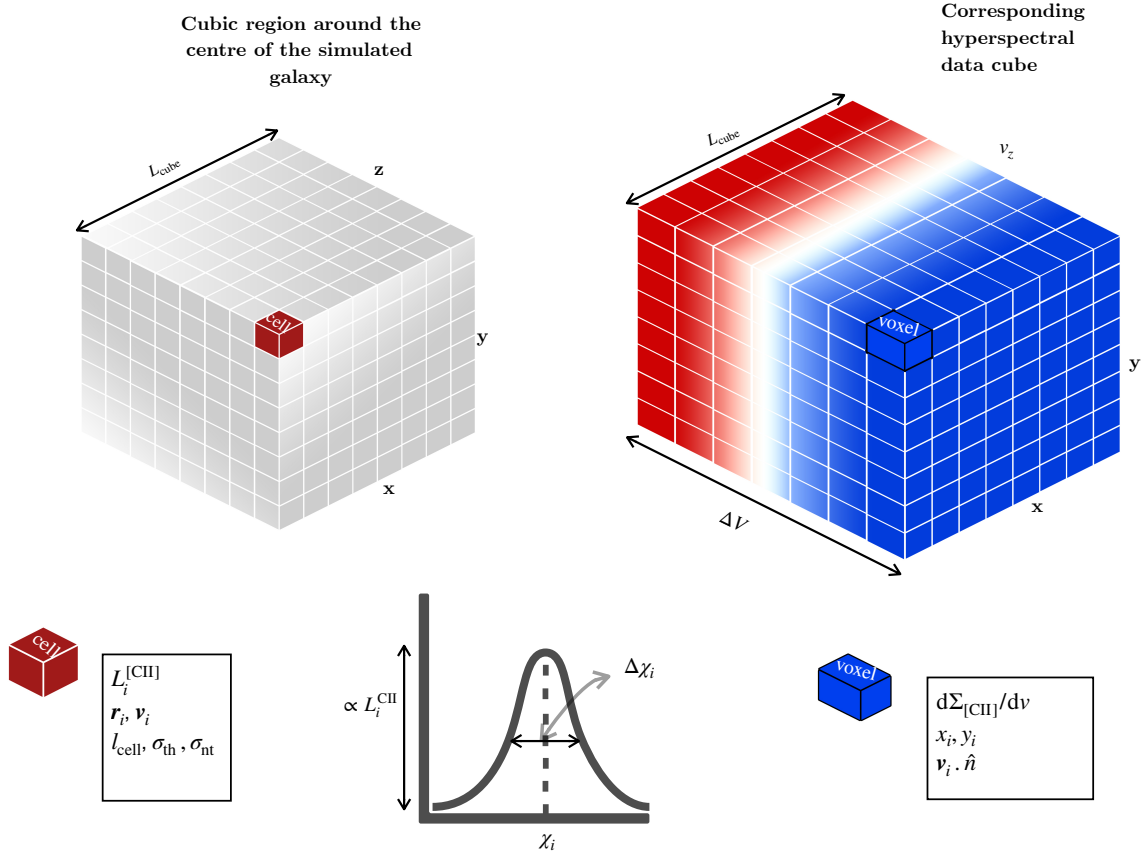 Cubic region around the
centre of the simulated
galaxy
Corresponding
hyperspectral
data cube
L_cube
z
cell
y
x
L_cube
v_z
voxel
y
x
ΔV
cell
L_i^[CII]
r_i, v_i
l_cell, σ_th, σ_nt
∝ L_i^CII
Δχ_i
χ_i
voxel
dΣ_[CII]/dv
x_i, y_i
v_i . n̂